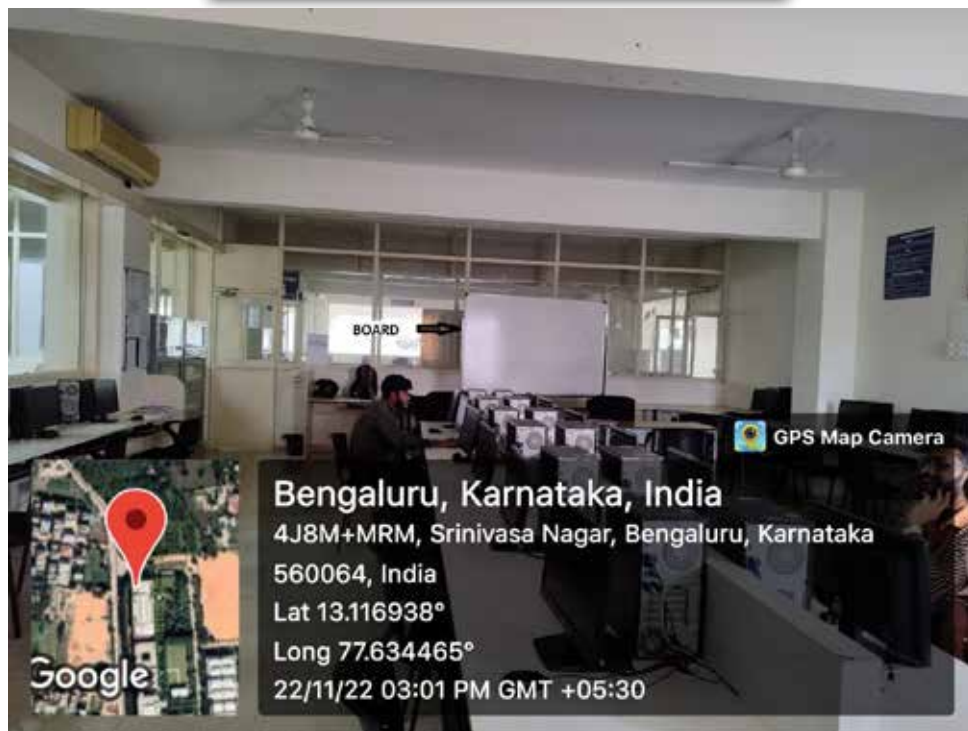 BOARD
GPS Map Camera
Bengaluru, Karnataka, India
4J8M+MRM, Srinivasa Nagar, Bengaluru, Karnataka
560064, India
Lat 13.116938°
Long 77.634465°
22/11/22 03:01 PM GMT +05:30
Google